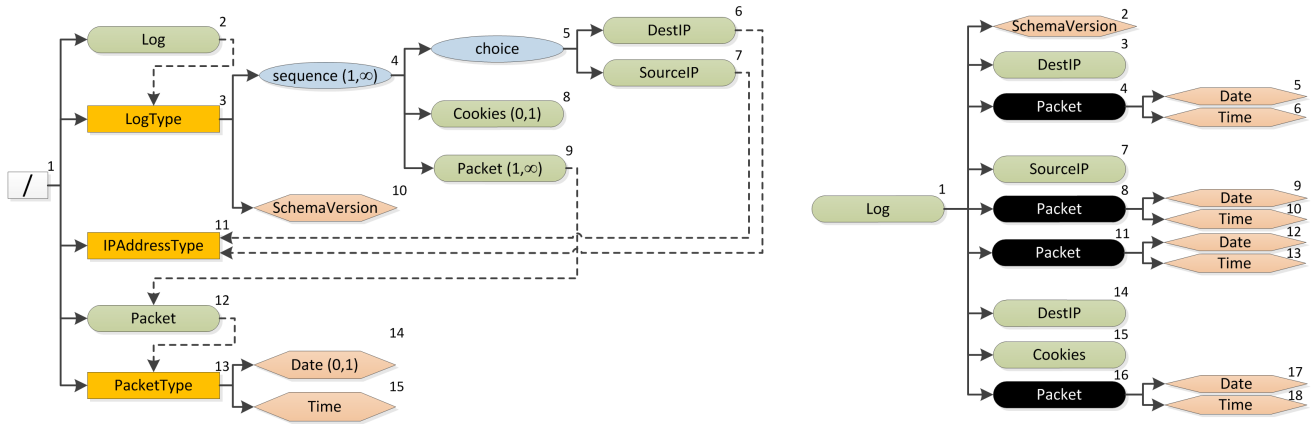 /
1
Log
2
LogType
3
sequence (1,∞)
4
choice
5
DestIP
6
SourceIP
7
Cookies (0,1)
8
Packet (1,∞)
9
SchemaVersion
10
IPAddressType
11
Packet
12
PacketType
13
Date (0,1)
14
Time
15
Log
1
SchemaVersion
2
DestIP
3
Packet
4
Date
5
Time
6
SourceIP
7
Packet
8
Date
9
Time
10
Packet
11
Date
12
Time
13
DestIP
14
Cookies
15
Packet
16
Date
17
Time
18